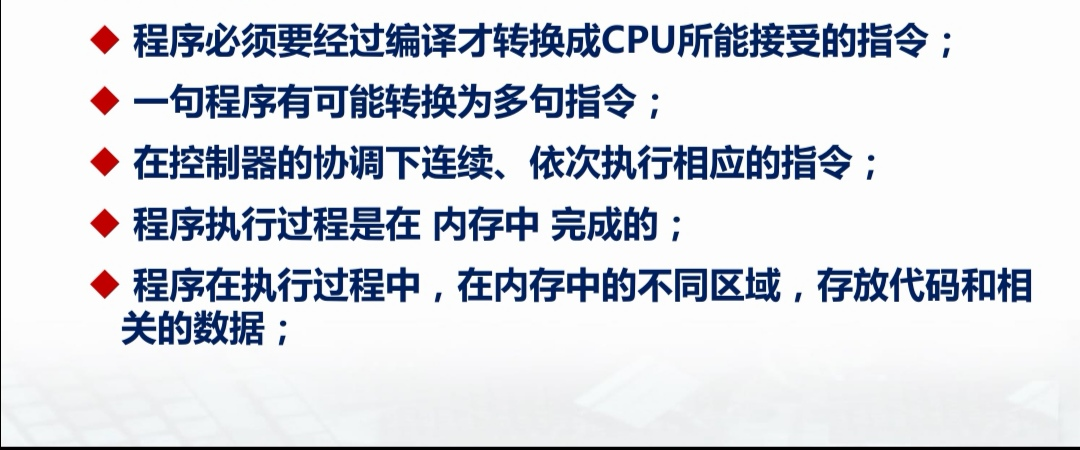 程序必须要经过编译才转换成CPU所能接受的指令；
一句程序有可能转换为多句指令；
在控制器的协调下连续、依次执行相应的指令；
程序执行过程是在 内存中 完成的；
程序在执行过程中，在内存中的不同区域，存放代码和相
关的数据；